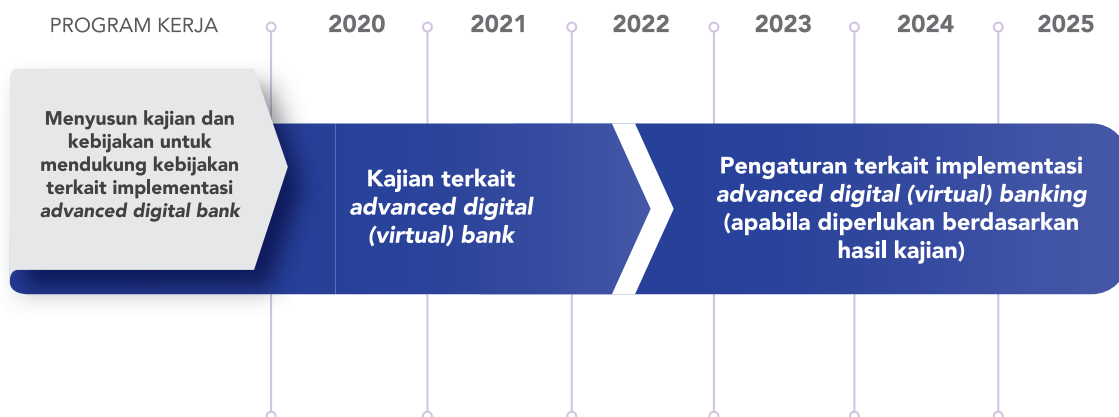 PROGRAM KERJA 2020 2021 2022 2023 2024 2025
Menyusun kajian dan
kebijakan untuk
mendukung kebijakan
terkait implementasi
advanced digital bank
Kajian terkait
advanced digital
(virtual) bank
Pengaturan terkait implementasi
advanced digital (virtual) banking
(apabila diperlukan berdasarkan
hasil kajian)